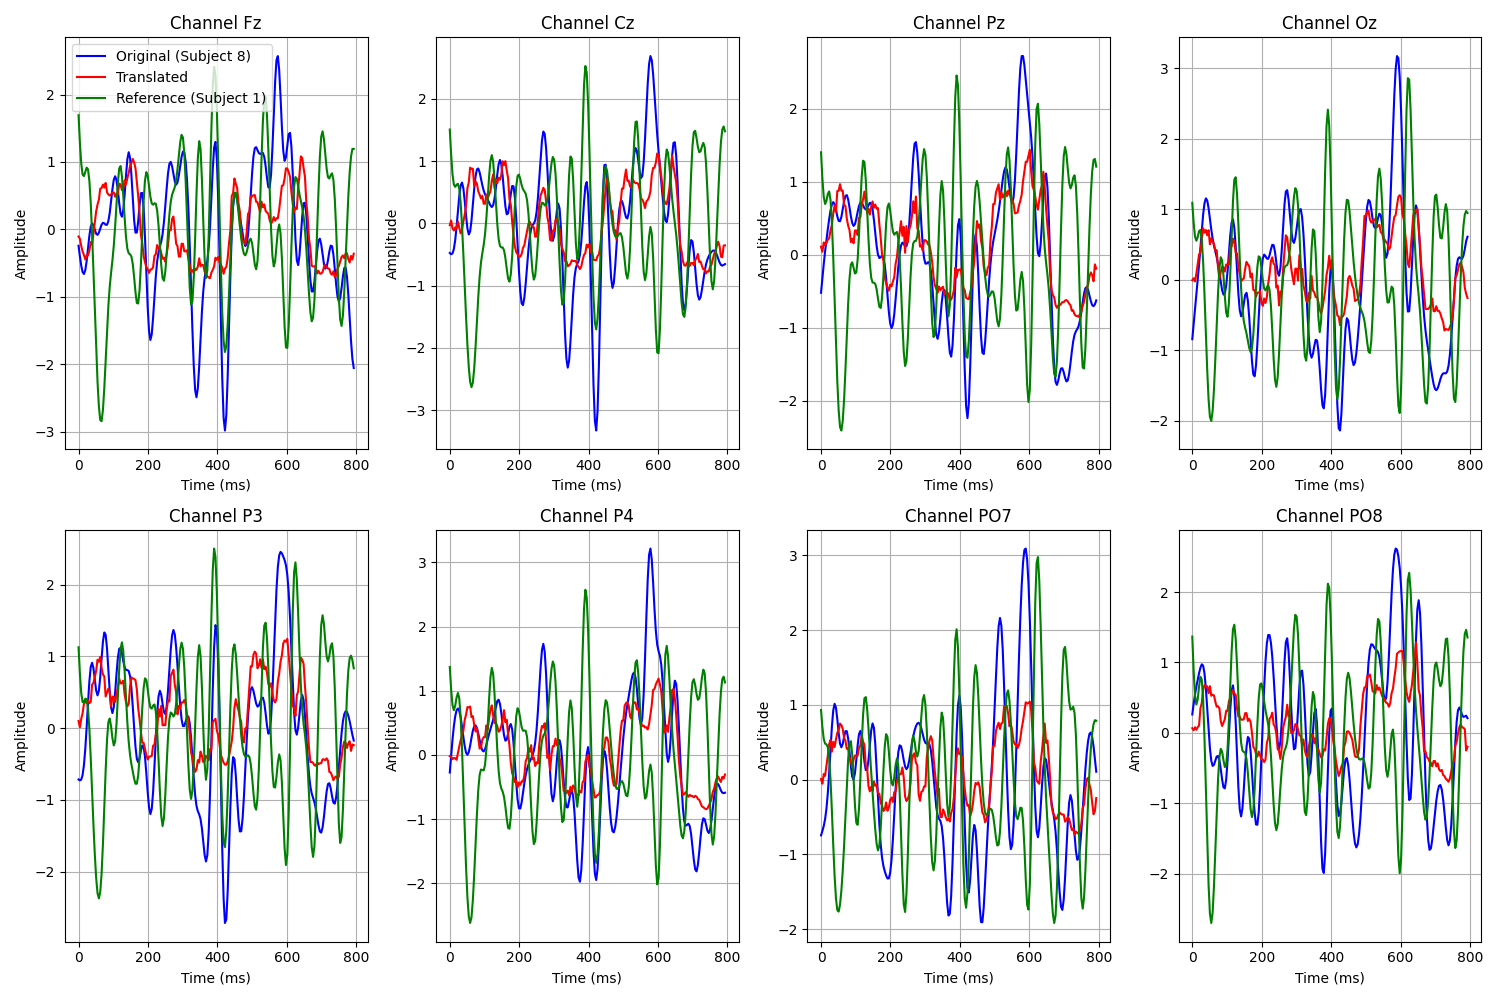 Channel Fz
Channel Cz
Channel Pz
Channel Oz
Original (Subject 8)
Translated
Reference (Subject 1)
Amplitude
2
1
0
−1
−2
−3
0 200 400 600 800
Time (ms)
Amplitude
2
1
0
−1
−2
−3
0 200 400 600 800
Time (ms)
Amplitude
2
1
0
−1
−2
0 200 400 600 800
Time (ms)
Amplitude
3
2
1
0
−1
−2
0 200 400 600 800
Time (ms)
Channel P3
Channel P4
Channel PO7
Channel PO8
Amplitude
2
1
0
−1
−2
0 200 400 600 800
Time (ms)
Amplitude
3
2
1
0
−1
−2
0 200 400 600 800
Time (ms)
Amplitude
3
2
1
0
−1
−2
0 200 400 600 800
Time (ms)
Amplitude
2
1
0
−1
−2
0 200 400 600 800
Time (ms)